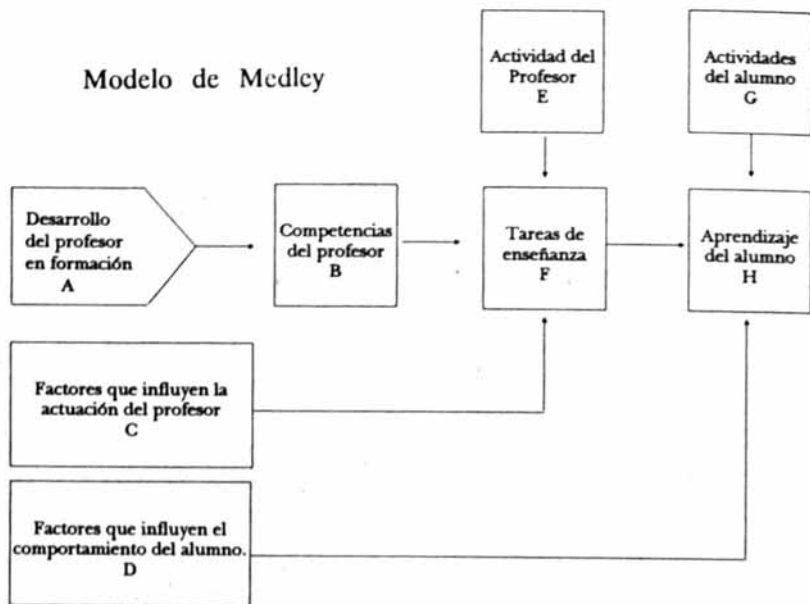 Modelo de Medley
Actividad del
Profesor
E
Actividades
del alumno
G
Desarrollo
del profesor
en formación
A
Competencias
del profesor
B
Tareas de
enseñanza
F
Aprendizaje
del alumno
H
Factores que influyen la
actuación del profesor
C
Factores que influyen el
comportamiento del alumno.
D